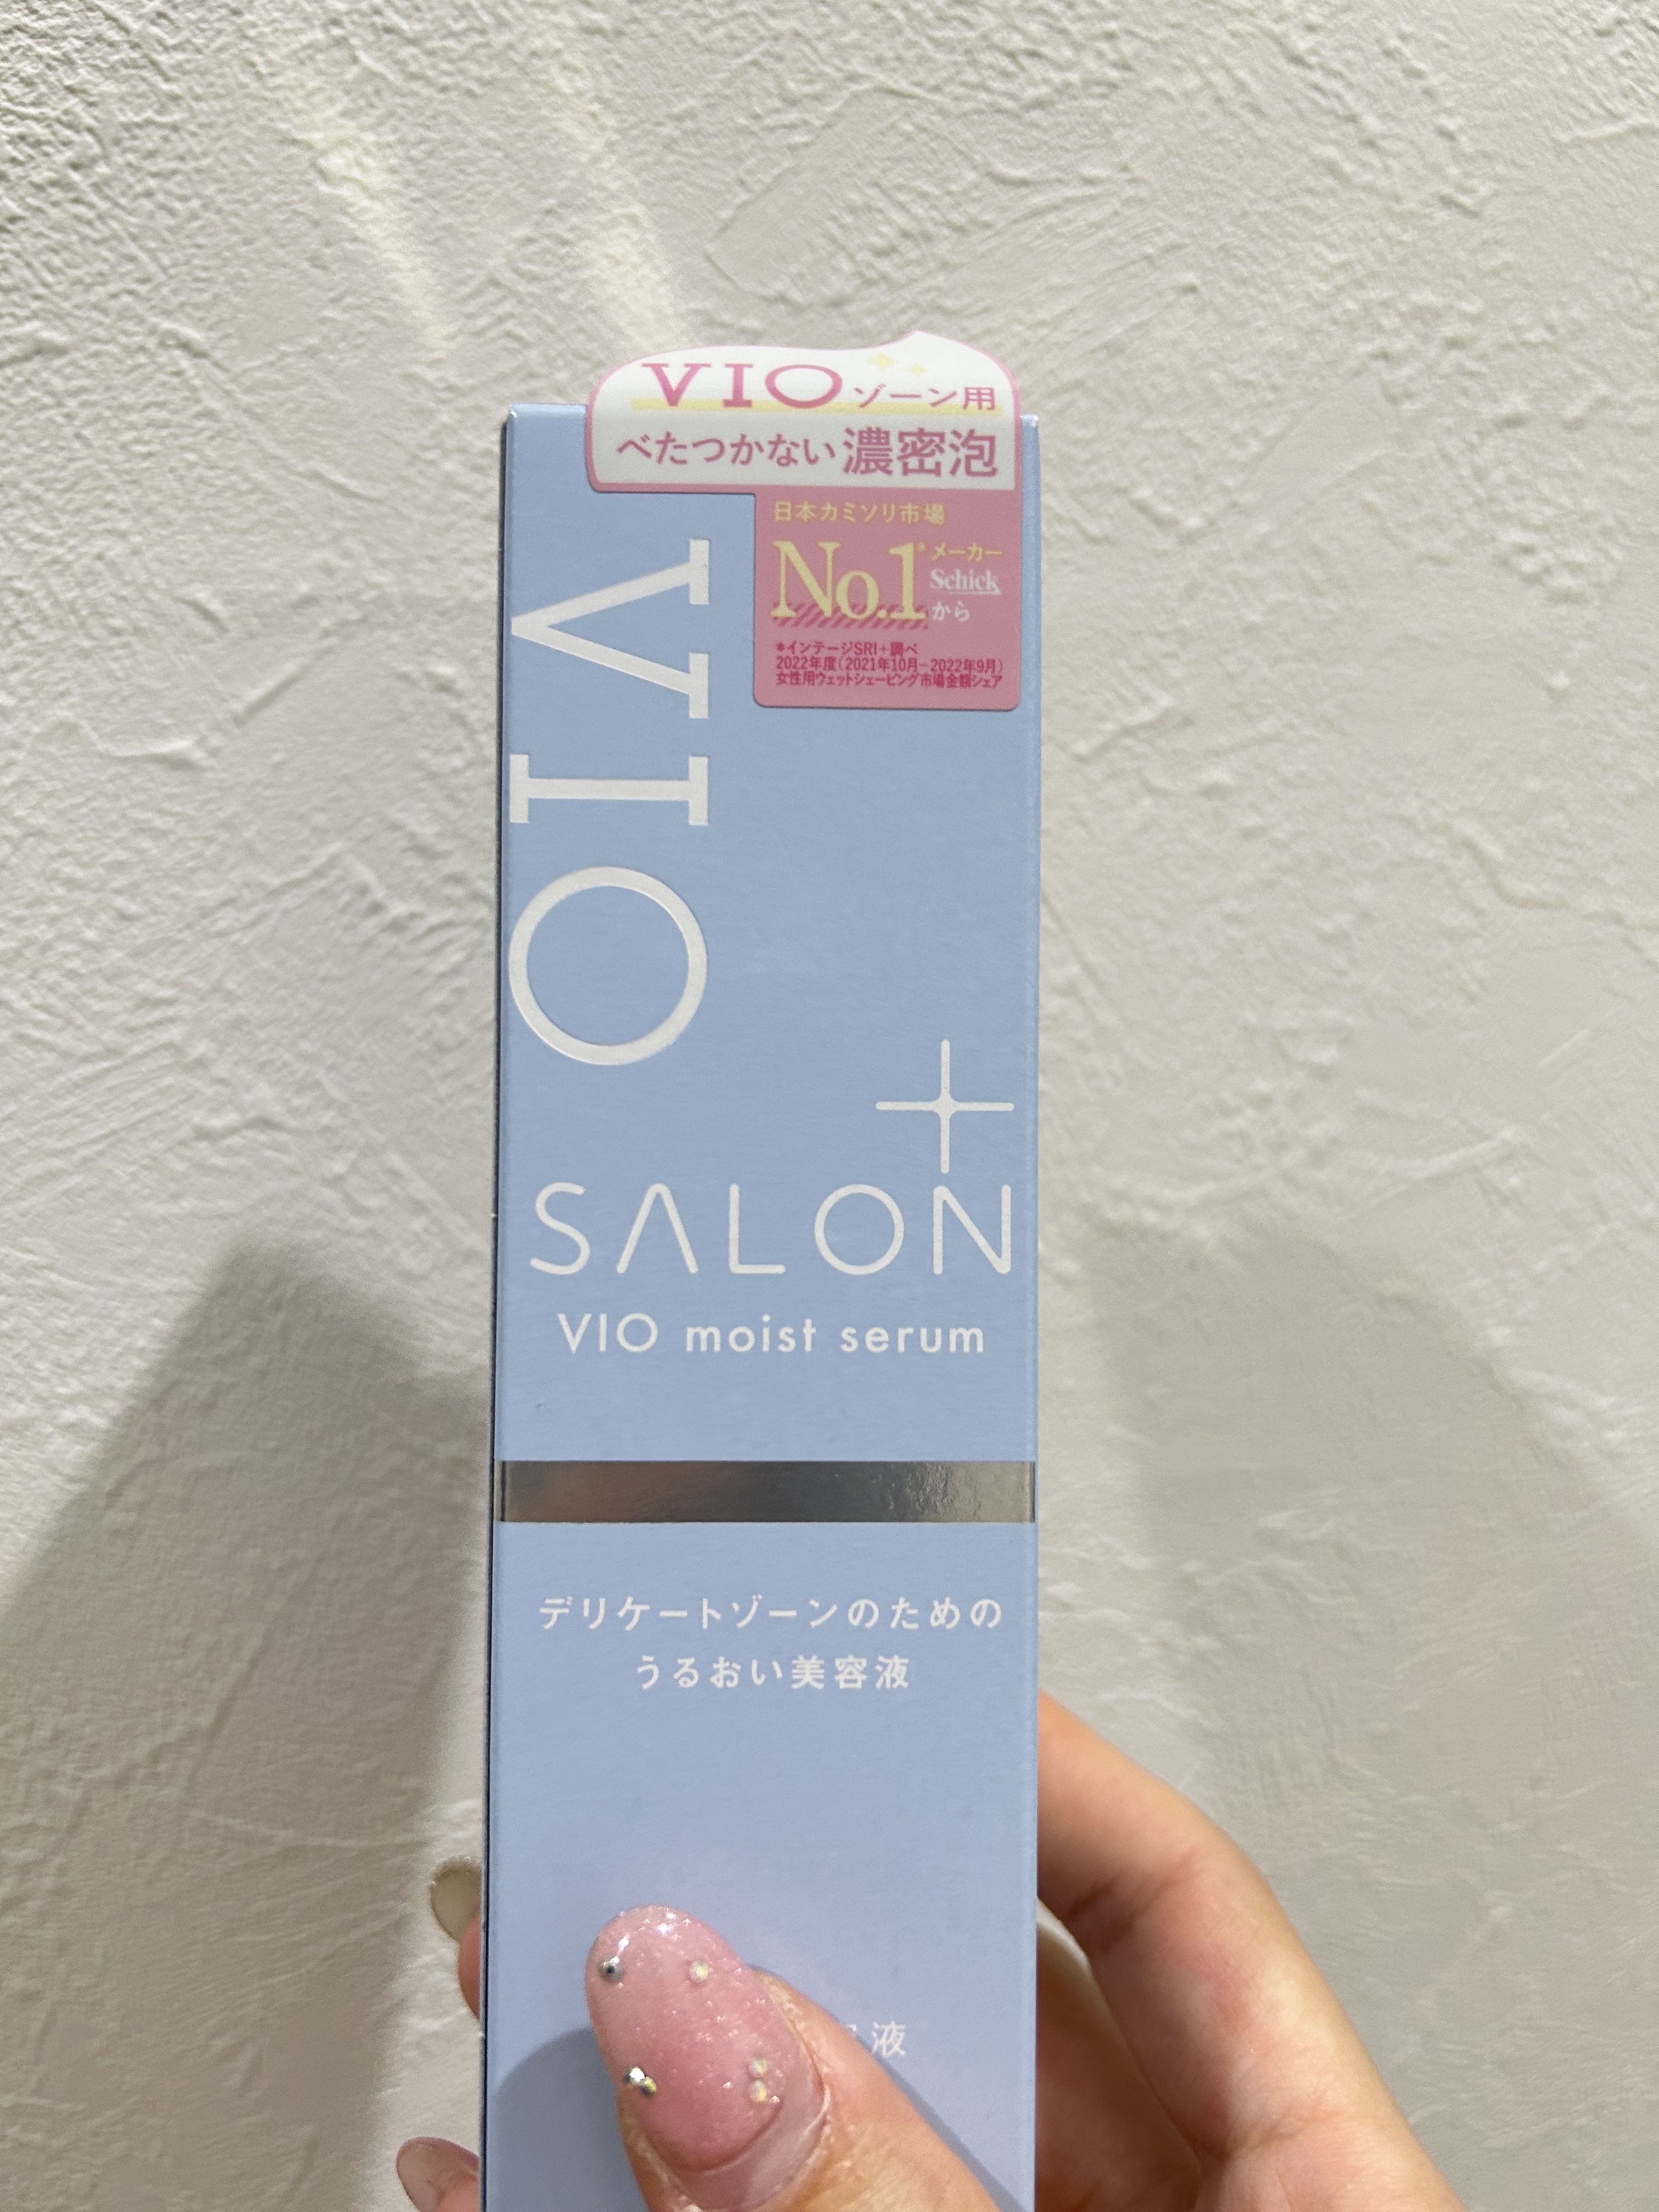 VIOゾーン用
べたつかない濃密泡
日本カミソリ市場
No.1*メーカー
Schick
から
*インテージSRI+調べ
2022年度(2021年10月-2022年9月)
女性用ウェットシェービング市場金額シェア
VIO
+
SALON
VIO moist serum
デリケートゾーンのための
うるおい美容液
液